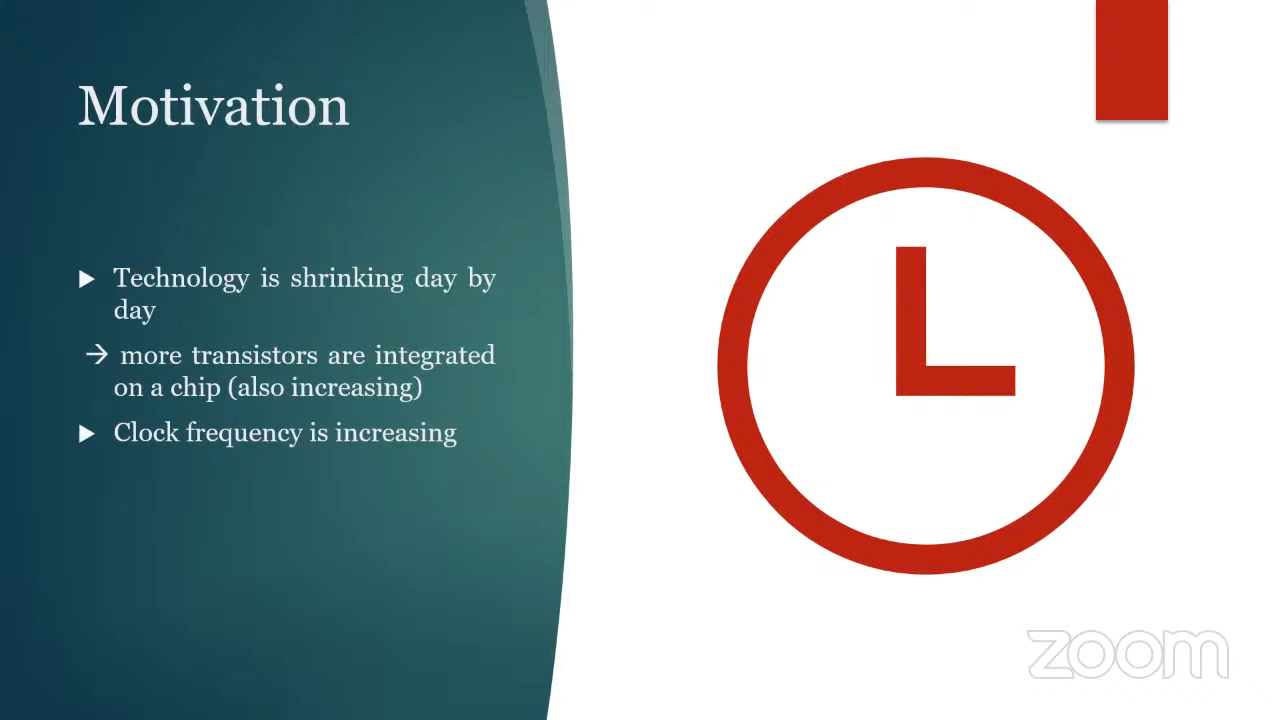 Motivation
Technology is shrinking day by
day
→ more transistors are integrated
on a chip (also increasing)
Clock frequency is increasing
zoom